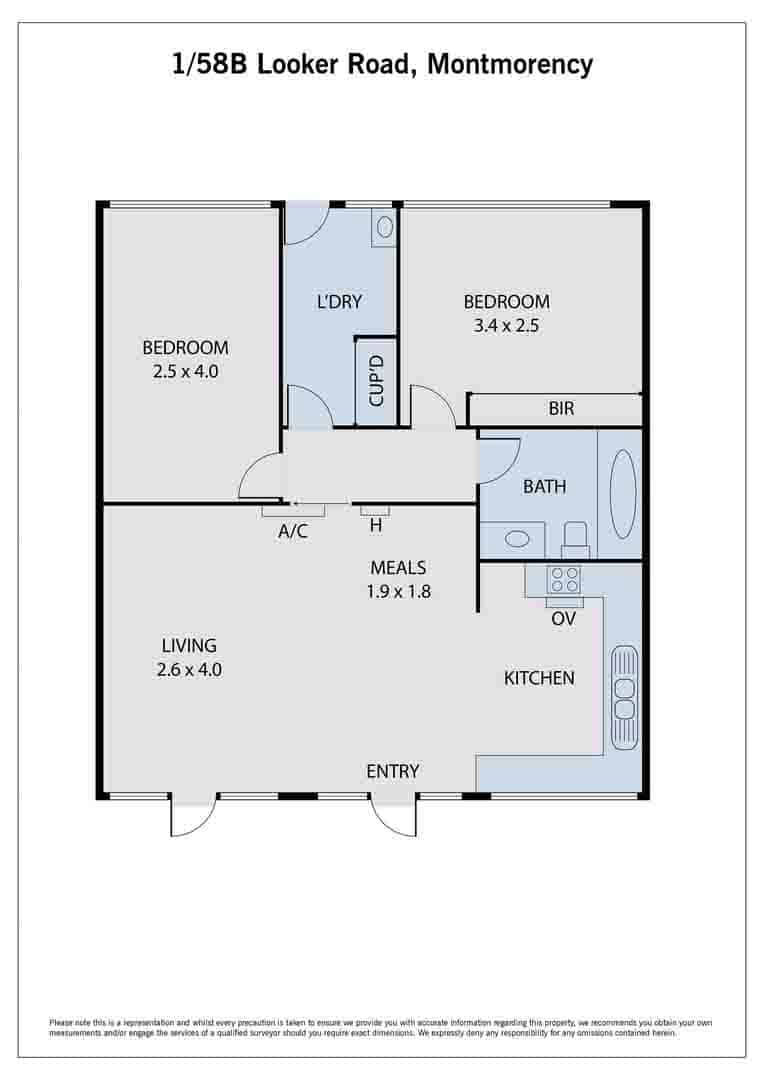 1/58B Looker Road, Montmorency
L'DRY
BEDROOM
3.4 x 2.5
BEDROOM
2.5 x 4.0
CUP'D
BIR
BATH
A/C
H
MEALS
1.9 x 1.8
OV
LIVING
2.6 x 4.0
KITCHEN
ENTRY
Please note this is a representation and whilst every precaution is taken to ensure we provide you with accurate information regarding this property, we recommends you obtain your own
measurements and/or engage the services of a qualified surveyor should you require exact dimensions. We expressly deny any responsibility for any omissions contained herein.